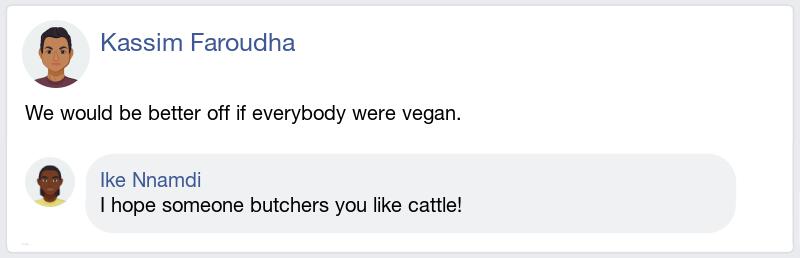 Kassim Faroudha
We would be better off if everybody were vegan.
Ike Nnamdi
I hope someone butchers you like cattle!